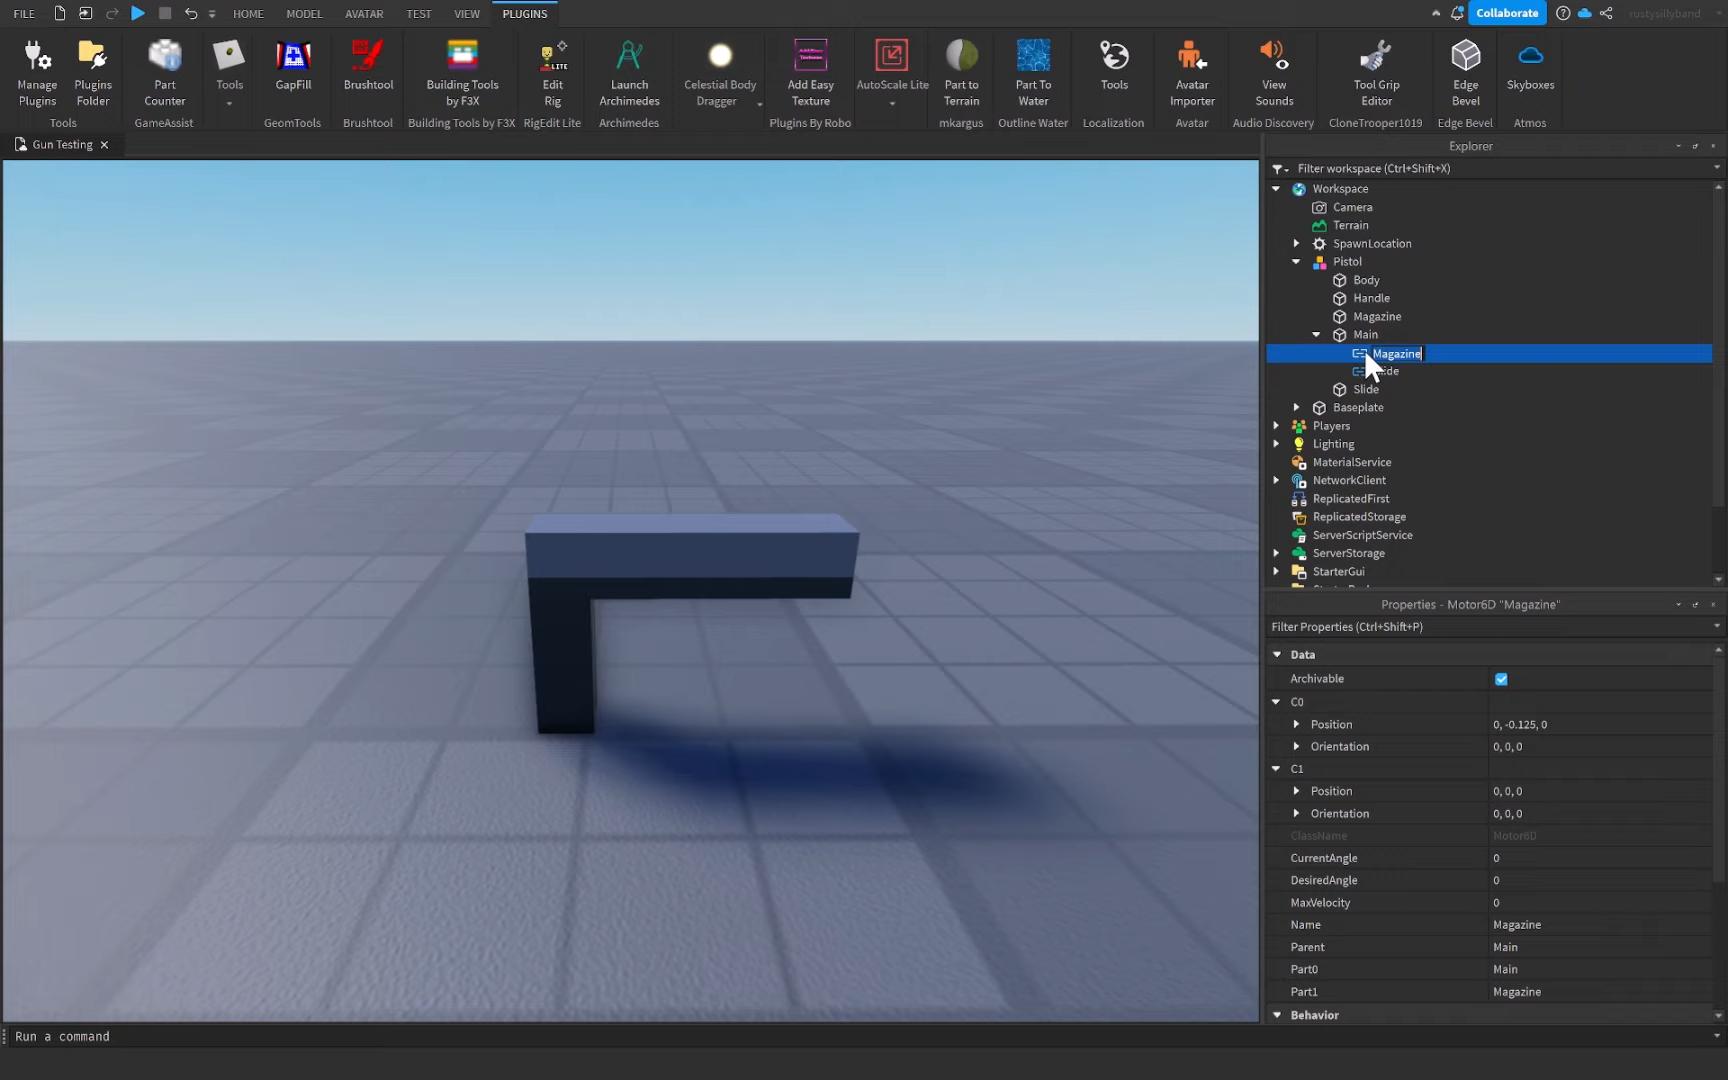 FILE HOME MODEL AVATAR TEST VIEW PLUGINS Collaborate rustysillyband
Manage Plugins Plugins Folder Part Counter Tools GapFill Brushtool Building Tools by F3X Edit Rig LITE Launch Archimedes Celestial Body Dragger Add Easy Texture AutoScale Lite Part to Terrain Part To Water Tools Avatar Importer View Sounds Tool Grip Editor Edge Bevel Skyboxes
Tools GameAssist GeomTools Brushtool Building Tools by F3X RigEdit Lite Archimedes Plugins By Robo mkargus Outline Water Localization Avatar Audio Discovery CloneTrooper1019 Edge Bevel Atmos
Gun Testing
Explorer
Filter workspace (Ctrl+Shift+X)
Workspace
Camera
Terrain
SpawnLocation
Pistol
Body
Handle
Magazine
Main
Magazine
Slide
Baseplate
Players
Lighting
MaterialService
NetworkClient
ReplicatedFirst
ReplicatedStorage
ServerScriptService
ServerStorage
StarterGui
Properties - Motor6D "Magazine"
Filter Properties (Ctrl+Shift+P)
Data
Archivable
C0
Position 0, -0.125, 0
Orientation 0, 0, 0
C1
Position 0, 0, 0
Orientation 0, 0, 0
ClassName Motor6D
CurrentAngle 0
DesiredAngle 0
MaxVelocity 0
Name Magazine
Parent Main
Part0 Main
Part1 Magazine
Behavior
Run a command